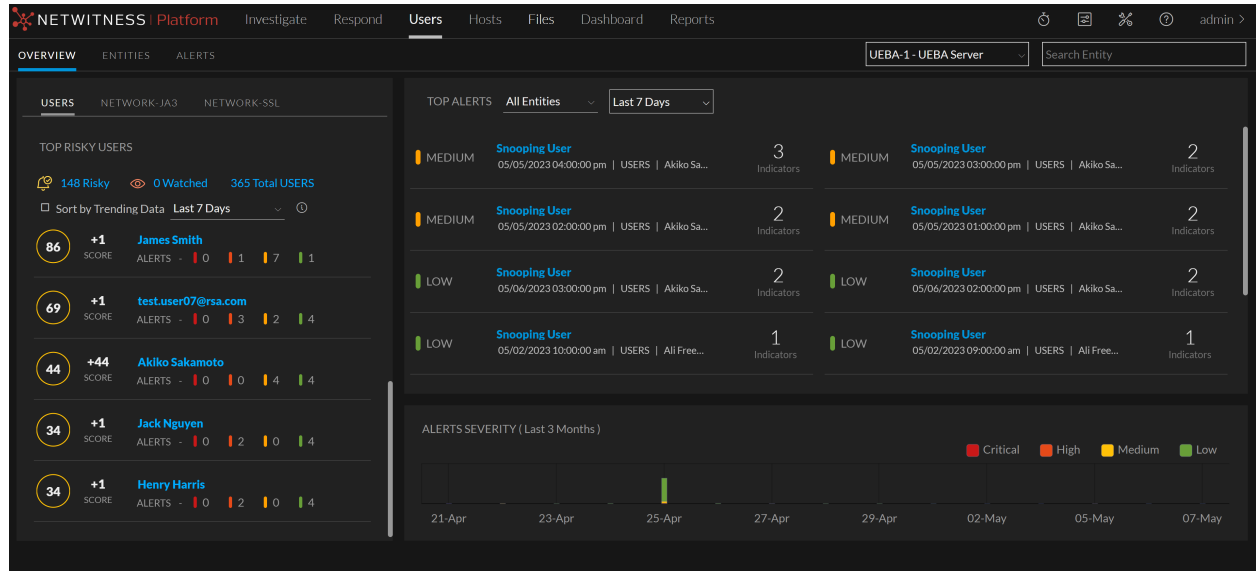 NETWITNESS | Platform Investigate Respond Users Hosts Files Dashboard Reports admin >
OVERVIEW ENTITIES ALERTS UEBA-1 - UEBA Server Search Entity
USERS NETWORK-JA3 NETWORK-SSL
TOP RISKY USERS
148 Risky 0 Watched 365 Total USERS
Sort by Trending Data Last 7 Days
86 +1 James Smith
SCORE ALERTS - 0 1 7 1
69 +1 test.user07@rsa.com
SCORE ALERTS - 0 3 2 4
44 +44 Akiko Sakamoto
SCORE ALERTS - 0 0 4 4
34 +1 Jack Nguyen
SCORE ALERTS - 0 2 0 4
34 +1 Henry Harris
SCORE ALERTS - 0 2 0 4
TOP ALERTS All Entities Last 7 Days
MEDIUM Snooping User 3
05/05/2023 04:00:00 pm | USERS | Akiko Sa... Indicators
MEDIUM Snooping User 2
05/05/2023 03:00:00 pm | USERS | Akiko Sa... Indicators
MEDIUM Snooping User 2
05/05/2023 02:00:00 pm | USERS | Akiko Sa... Indicators
MEDIUM Snooping User 2
05/05/2023 01:00:00 pm | USERS | Akiko Sa... Indicators
LOW Snooping User 2
05/06/2023 03:00:00 pm | USERS | Akiko Sa... Indicators
LOW Snooping User 2
05/06/2023 02:00:00 pm | USERS | Akiko Sa... Indicators
LOW Snooping User 1
05/02/2023 10:00:00 am | USERS | Ali Free... Indicators
LOW Snooping User 1
05/02/2023 09:00:00 am | USERS | Ali Free... Indicators
ALERTS SEVERITY ( Last 3 Months )
Critical High Medium Low
21-Apr 23-Apr 25-Apr 27-Apr 29-Apr 02-May 05-May 07-May